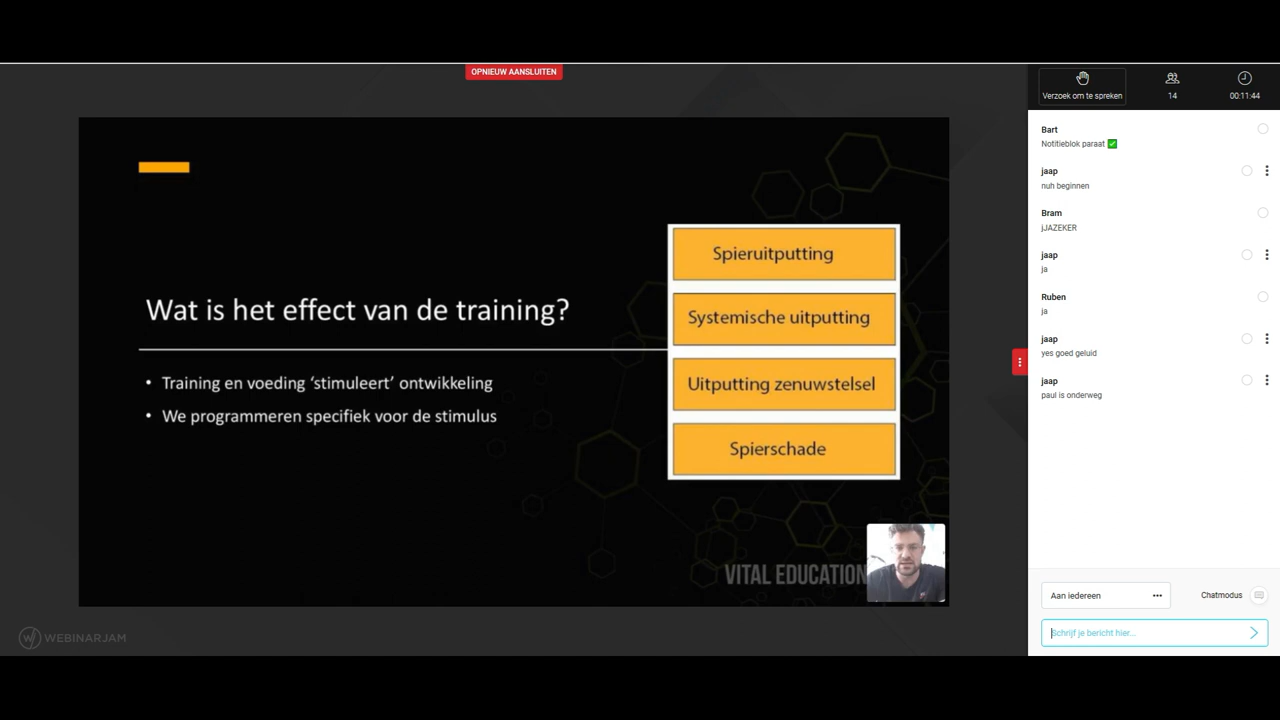 OPNIEUW AANSLUITEN
Verzoek om te spreken
14
00:11:44
Wat is het effect van de training?
• Training en voeding ‘stimuleert’ ontwikkeling
• We programmeren specifiek voor de stimulus
Spieruitputting
Systemische uitputting
Uitputting zenuwstelsel
Spierschade
VITAL EDUCATION
WEBINARJAM
Bart
Notitieblok paraat ✅
jaap
nuh beginnen
Bram
jJAZEKER
jaap
ja
Ruben
ja
jaap
yes goed geluid
jaap
paul is onderweg
Aan iedereen
Chatmodus
Schrijf je bericht hier...